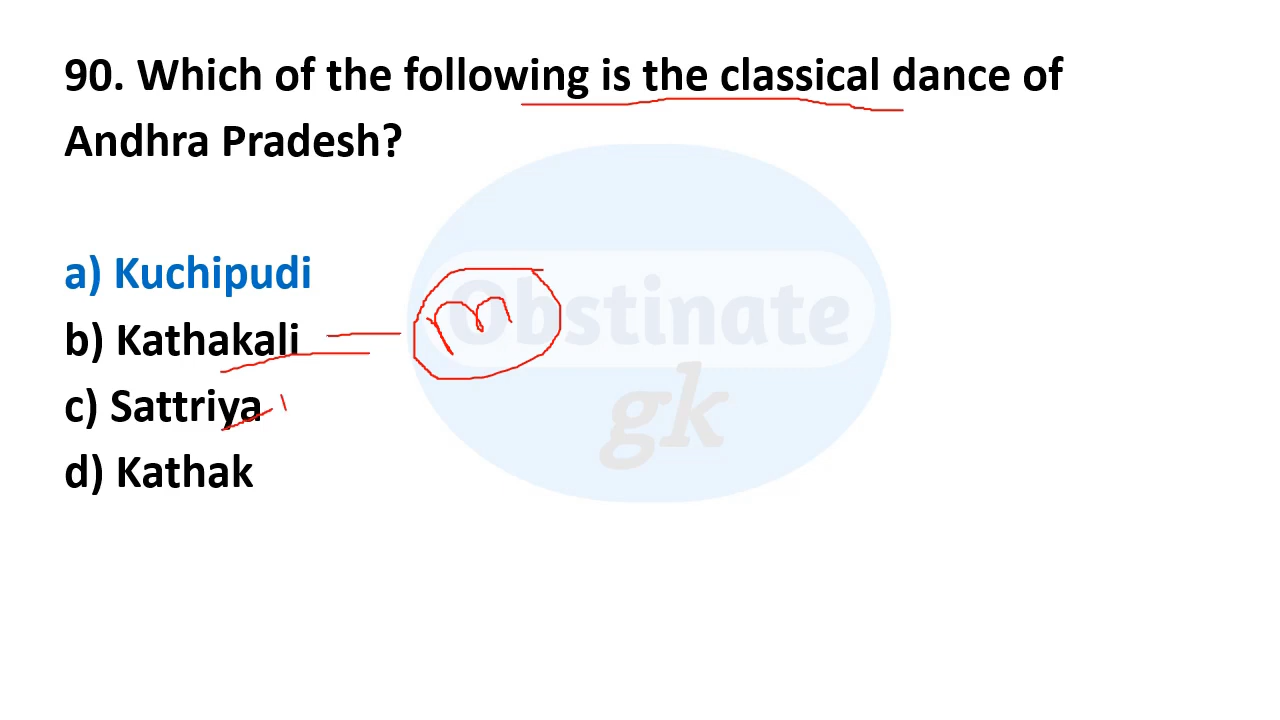 90. Which of the following is the classical dance of
Andhra Pradesh?
a) Kuchipudi
b) Kathakali
c) Sattriya
d) Kathak
Obstinate
gk